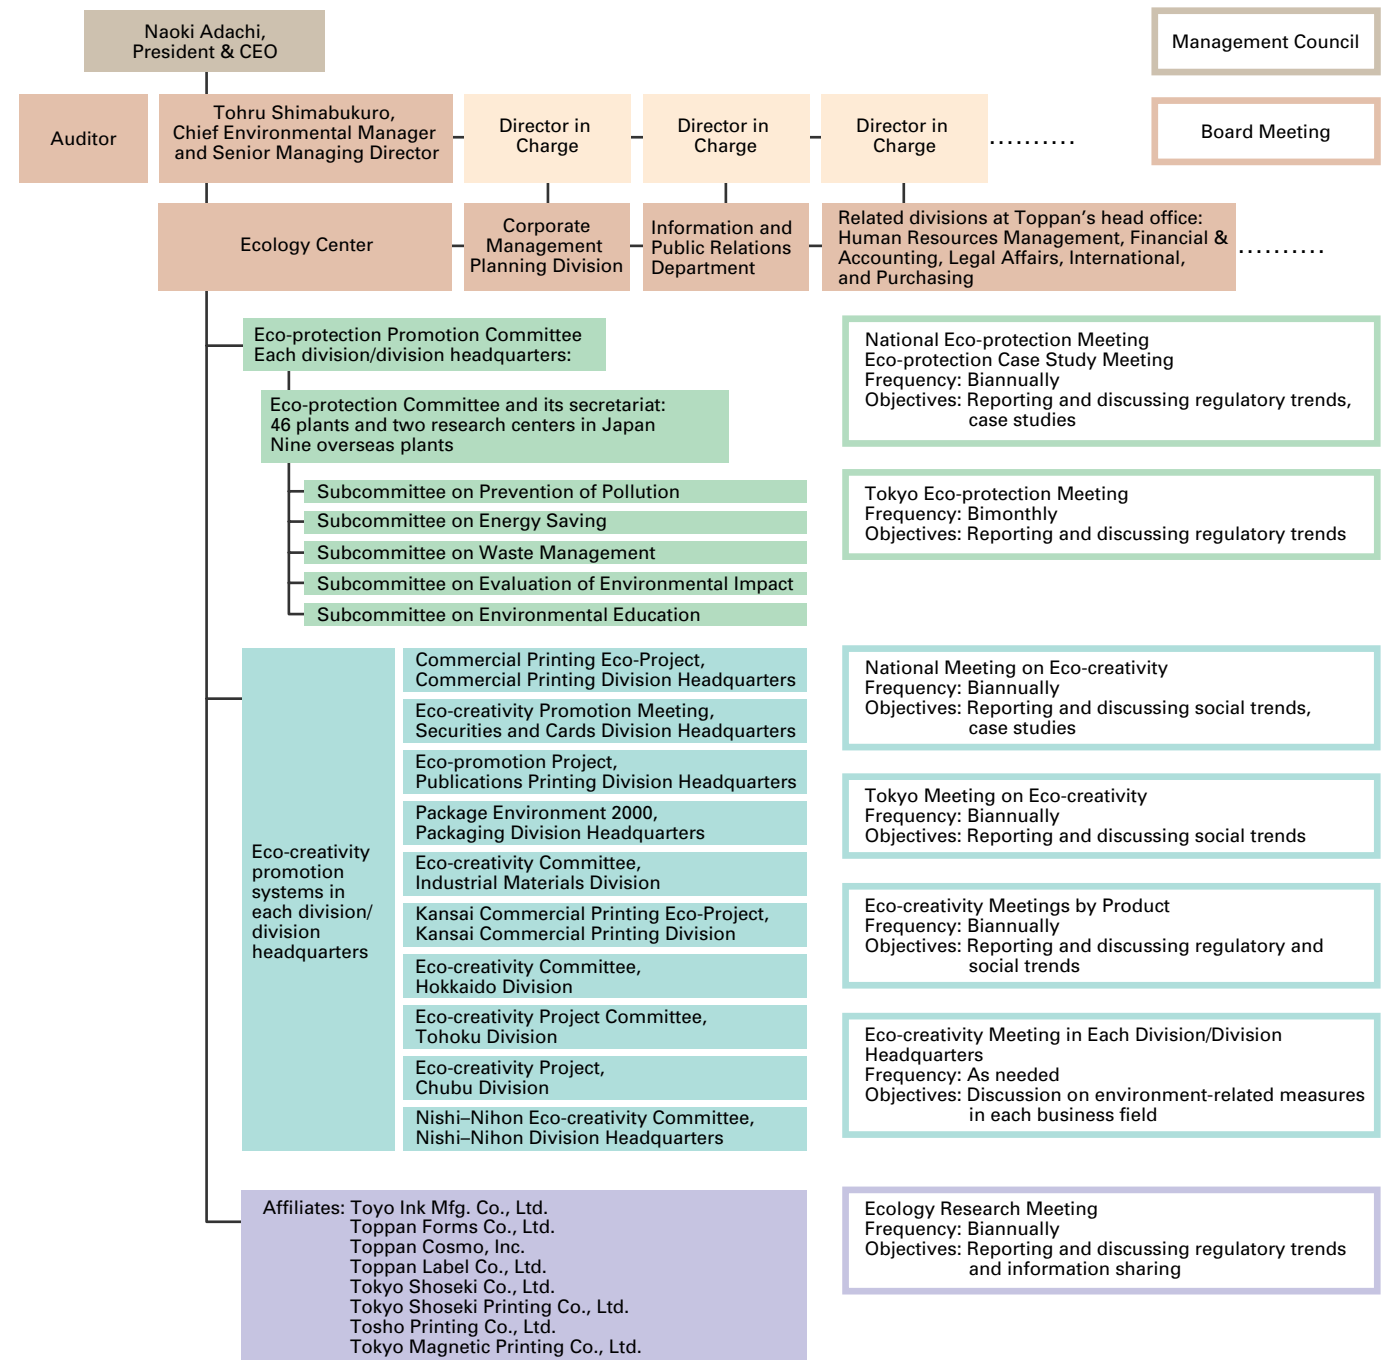 Naoki Adachi,
President & CEO
Management Council
Auditor
Tohru Shimabukuro,
Chief Environmental Manager
and Senior Managing Director
Director in
Charge
Director in
Charge
Director in
Charge
..........
Board Meeting
Ecology Center
Corporate
Management
Planning Division
Information and
Public Relations
Department
Related divisions at Toppan's head office:
Human Resources Management, Financial &
Accounting, Legal Affairs, International,
and Purchasing
..........
Eco-protection Promotion Committee
Each division/division headquarters:
Eco-protection Committee and its secretariat:
46 plants and two research centers in Japan
Nine overseas plants
Subcommittee on Prevention of Pollution
Subcommittee on Energy Saving
Subcommittee on Waste Management
Subcommittee on Evaluation of Environmental Impact
Subcommittee on Environmental Education
National Eco-protection Meeting
Eco-protection Case Study Meeting
Frequency: Biannually
Objectives: Reporting and discussing regulatory trends,
case studies
Tokyo Eco-protection Meeting
Frequency: Bimonthly
Objectives: Reporting and discussing regulatory trends
Eco-creativity
promotion
systems in
each division/
division
headquarters
Commercial Printing Eco-Project,
Commercial Printing Division Headquarters
Eco-creativity Promotion Meeting,
Securities and Cards Division Headquarters
Eco-promotion Project,
Publications Printing Division Headquarters
Package Environment 2000,
Packaging Division Headquarters
Eco-creativity Committee,
Industrial Materials Division
Kansai Commercial Printing Eco-Project,
Kansai Commercial Printing Division
Eco-creativity Committee,
Hokkaido Division
Eco-creativity Project Committee,
Tohoku Division
Eco-creativity Project,
Chubu Division
Nishi–Nihon Eco-creativity Committee,
Nishi–Nihon Division Headquarters
National Meeting on Eco-creativity
Frequency: Biannually
Objectives: Reporting and discussing social trends,
case studies
Tokyo Meeting on Eco-creativity
Frequency: Biannually
Objectives: Reporting and discussing social trends
Eco-creativity Meetings by Product
Frequency: Biannually
Objectives: Reporting and discussing regulatory and
social trends
Eco-creativity Meeting in Each Division/Division
Headquarters
Frequency: As needed
Objectives: Discussion on environment-related measures
in each business field
Affiliates: Toyo Ink Mfg. Co., Ltd.
Toppan Forms Co., Ltd.
Toppan Cosmo, Inc.
Toppan Label Co., Ltd.
Tokyo Shoseki Co., Ltd.
Tokyo Shoseki Printing Co., Ltd.
Tosho Printing Co., Ltd.
Tokyo Magnetic Printing Co., Ltd.
Ecology Research Meeting
Frequency: Biannually
Objectives: Reporting and discussing regulatory trends
and information sharing